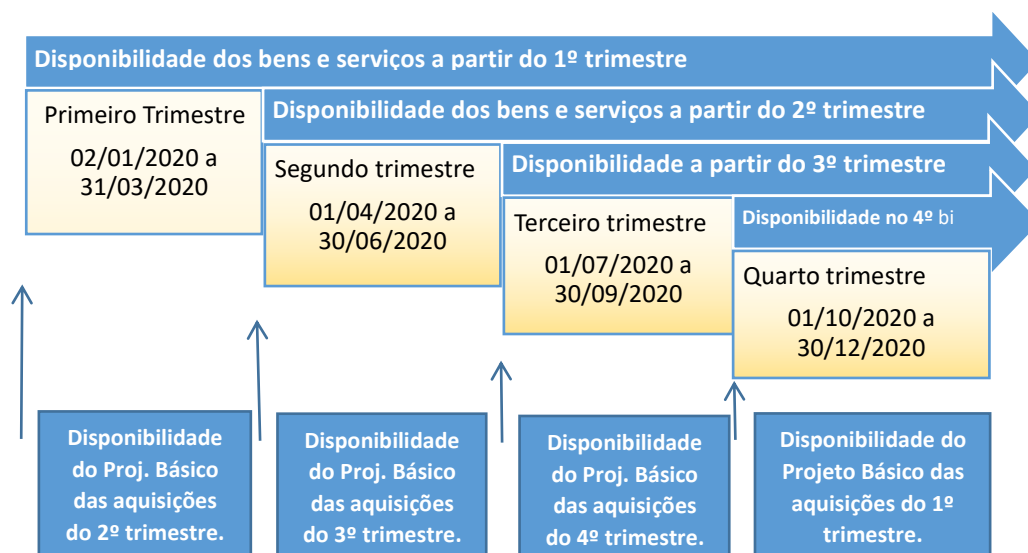 Disponibilidade dos bens e serviços a partir do 1º trimestre
Primeiro Trimestre
02/01/2020 a
31/03/2020
Disponibilidade dos bens e serviços a partir do 2º trimestre
Segundo trimestre
01/04/2020 a
30/06/2020
Disponibilidade a partir do 3º trimestre
Terceiro trimestre
01/07/2020 a
30/09/2020
Disponibilidade no 4º bi
Quarto trimestre
01/10/2020 a
30/12/2020
Disponibilidade
do Proj. Básico
das aquisições
do 2º trimestre.
Disponibilidade
do Proj. Básico
das aquisições
do 3º trimestre.
Disponibilidade
do Proj. Básico
das aquisições
do 4º trimestre.
Disponibilidade do
Projeto Básico das
aquisições do 1º
trimestre.